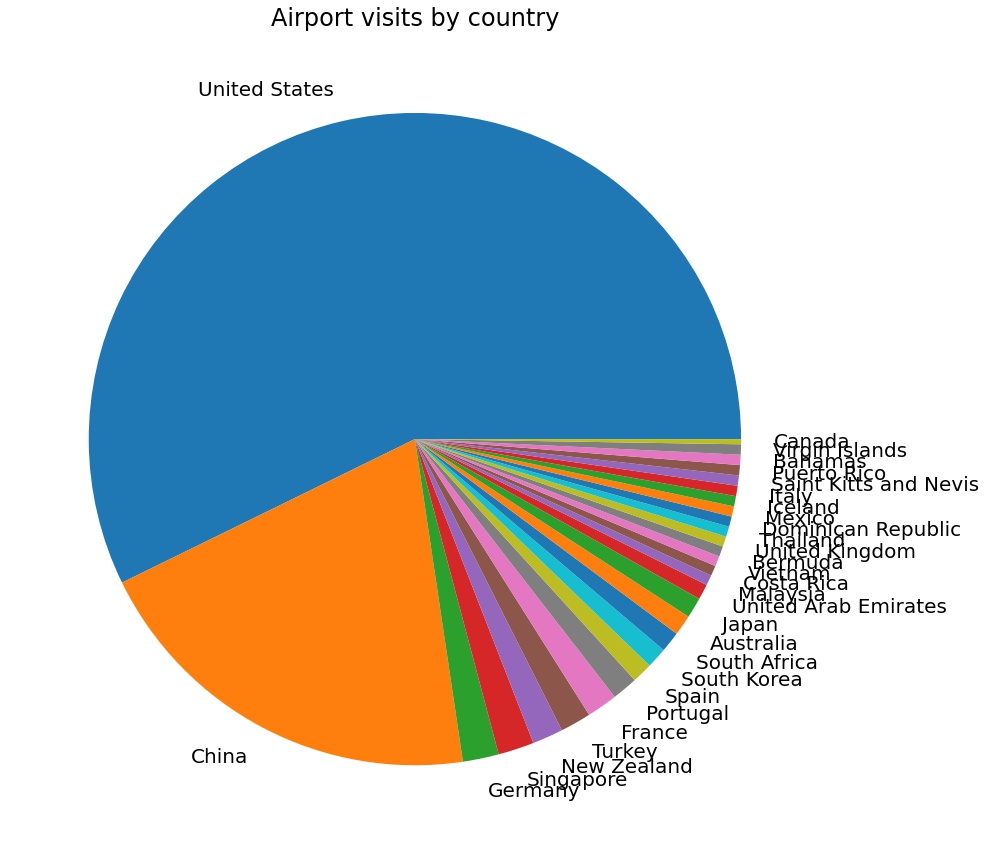 Airport visits by country
United States
Canada
Virgin Islands
Bahamas
Puerto Rico
Saint Kitts and Nevis
Italy
Iceland
Mexico
Dominican Republic
Thailand
United Kingdom
Bermuda
Vietnam
Costa Rica
Malaysia
United Arab Emirates
Japan
Australia
South Africa
South Korea
Spain
Portugal
France
Turkey
New Zealand
China
Singapore
Germany